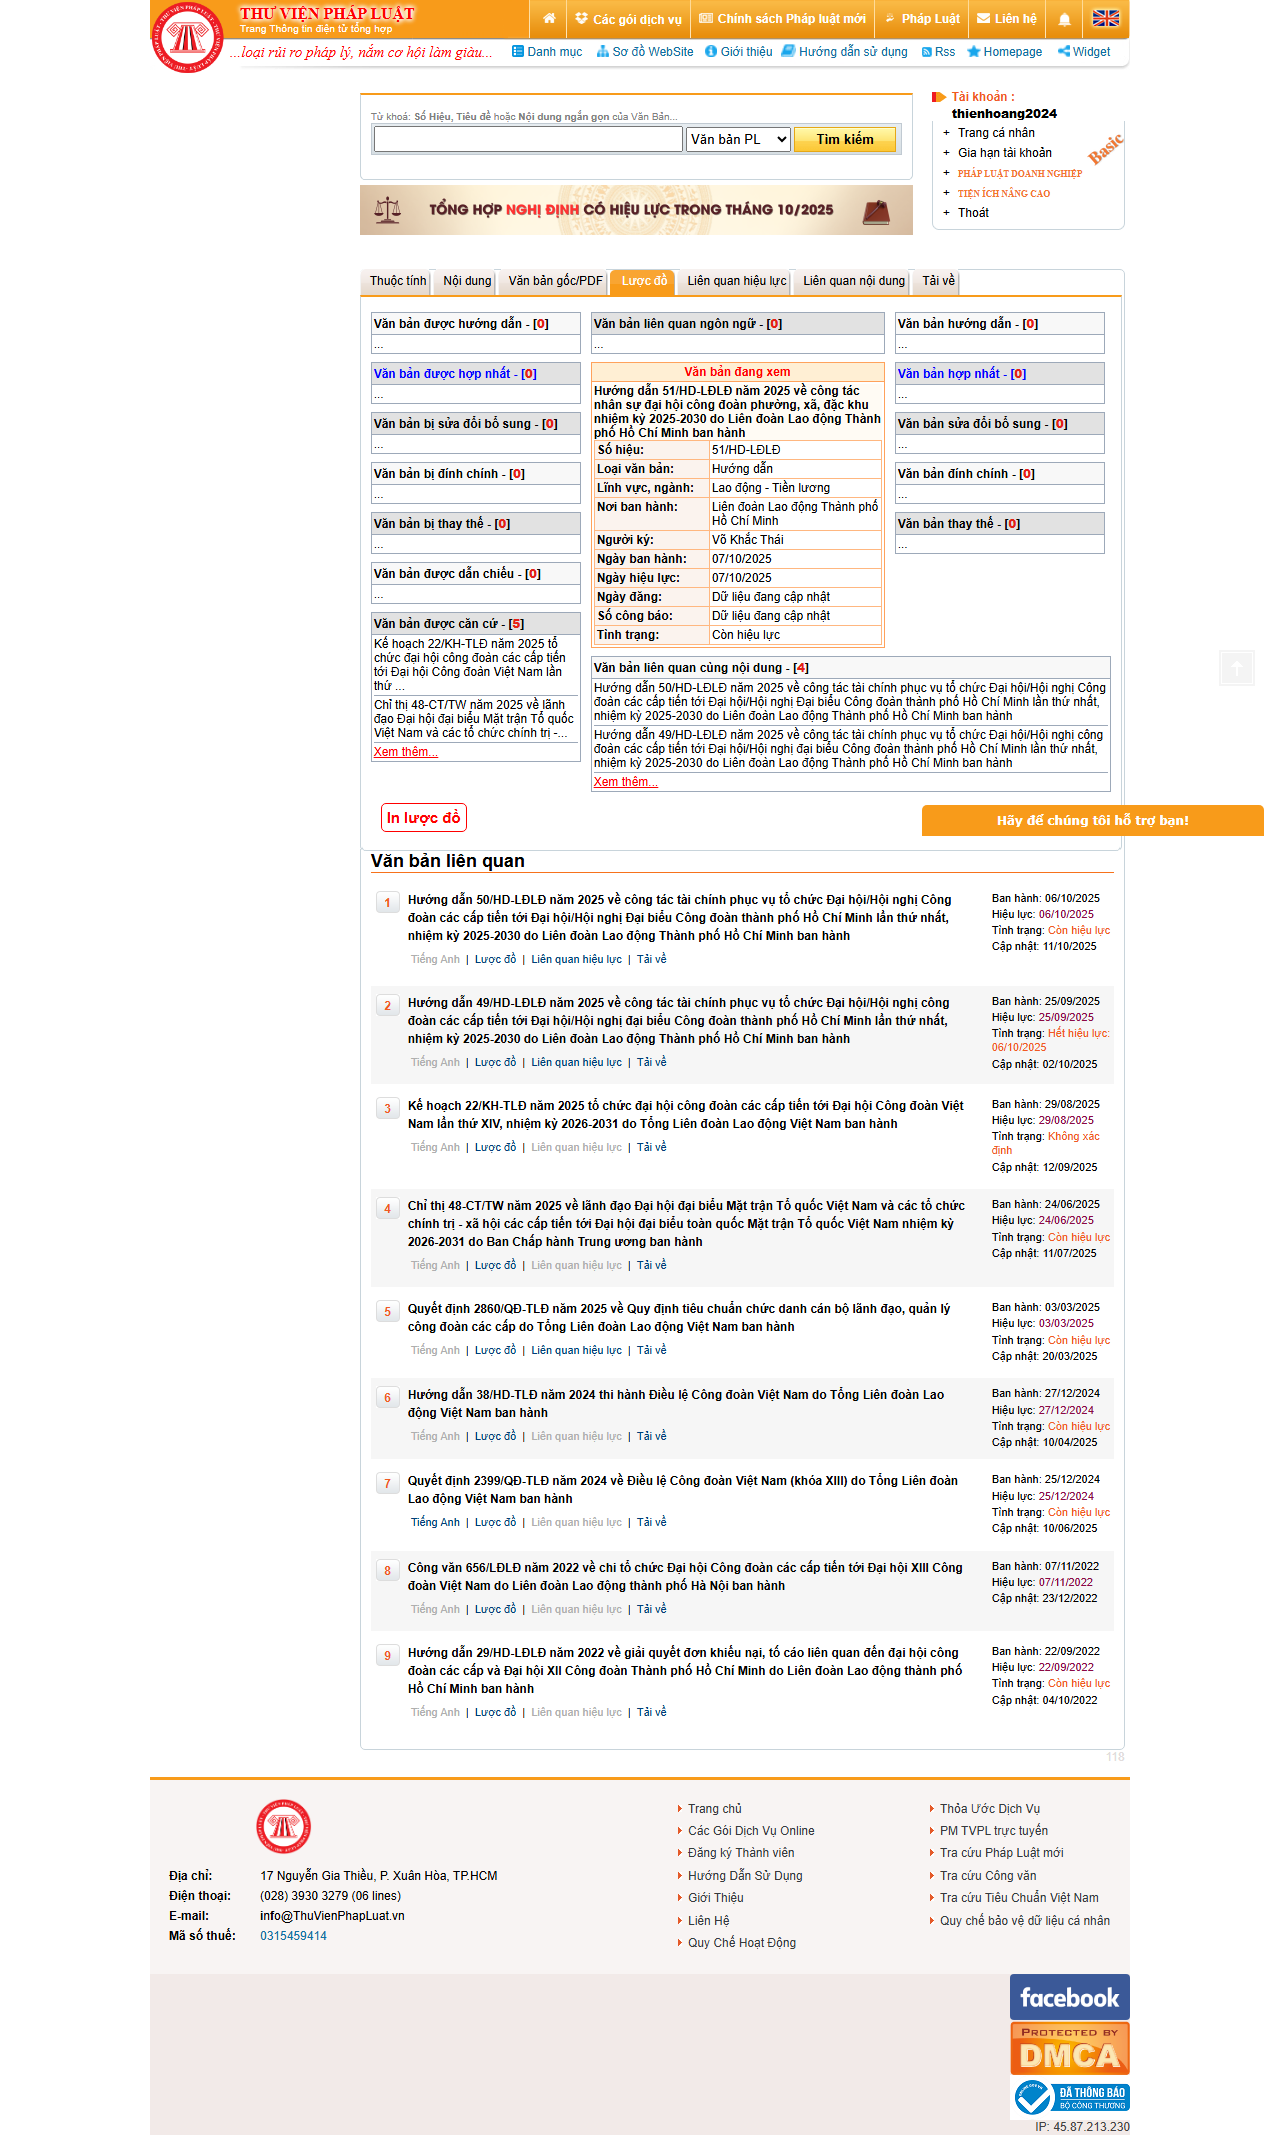 THƯ VIỆN PHÁP LUẬT
Trang Thông tin điện tử tổng hợp
Các gói dịch vụ
Chính sách Pháp luật mới
Pháp Luật
Liên hệ
...loại rủi ro pháp lý, nắm cơ hội làm giàu...
Danh mục
Sơ đồ WebSite
Giới thiệu
Hướng dẫn sử dụng
Rss
Homepage
Widget
Từ khoá: Số Hiệu, Tiêu đề hoặc Nội dung ngắn gọn của Văn Bản...
Văn bản PL
Tìm kiếm
TỔNG HỢP NGHỊ ĐỊNH CÓ HIỆU LỰC TRONG THÁNG 10/2025
Tài khoản :
thienhoang2024
+ Trang cá nhân
+ Gia hạn tài khoản
+ PHÁP LUẬT DOANH NGHIỆP
+ TIỆN ÍCH NÂNG CAO
+ Thoát
Basic
Thuộc tính
Nội dung
Văn bản gốc/PDF
Lược đồ
Liên quan hiệu lực
Liên quan nội dung
Tải về
Văn bản được hướng dẫn - [0]
...
Văn bản được hợp nhất - [0]
...
Văn bản bị sửa đổi bổ sung - [0]
...
Văn bản bị đính chính - [0]
...
Văn bản bị thay thế - [0]
...
Văn bản được dẫn chiếu - [0]
...
Văn bản được căn cứ - [5]
Kế hoạch 22/KH-TLĐ năm 2025 tổ
chức đại hội công đoàn các cấp tiến
tới Đại hội Công đoàn Việt Nam lần
thứ ...
Chỉ thị 48-CT/TW năm 2025 về lãnh
đạo Đại hội đại biểu Mặt trận Tổ quốc
Việt Nam và các tổ chức chính trị -...
Xem thêm...
Văn bản liên quan ngôn ngữ - [0]
...
Văn bản đang xem
Hướng dẫn 51/HD-LĐLĐ năm 2025 về công tác
nhân sự đại hội công đoàn phường, xã, đặc khu
nhiệm kỳ 2025-2030 do Liên đoàn Lao động Thành
phố Hồ Chí Minh ban hành
Số hiệu: 51/HD-LĐLĐ
Loại văn bản: Hướng dẫn
Lĩnh vực, ngành: Lao động - Tiền lương
Nơi ban hành: Liên đoàn Lao động Thành phố
Hồ Chí Minh
Người ký: Võ Khắc Thái
Ngày ban hành: 07/10/2025
Ngày hiệu lực: 07/10/2025
Ngày đăng: Dữ liệu đang cập nhật
Số công báo: Dữ liệu đang cập nhật
Tình trạng: Còn hiệu lực
Văn bản hướng dẫn - [0]
...
Văn bản hợp nhất - [0]
...
Văn bản sửa đổi bổ sung - [0]
...
Văn bản đính chính - [0]
...
Văn bản thay thế - [0]
...
Văn bản liên quan cùng nội dung - [4]
Hướng dẫn 50/HD-LĐLĐ năm 2025 về công tác tài chính phục vụ tổ chức Đại hội/Hội nghị Công
đoàn các cấp tiến tới Đại hội/Hội nghị Đại biểu Công đoàn thành phố Hồ Chí Minh lần thứ nhất,
nhiệm kỳ 2025-2030 do Liên đoàn Lao động Thành phố Hồ Chí Minh ban hành
Hướng dẫn 49/HD-LĐLĐ năm 2025 về công tác tài chính phục vụ tổ chức Đại hội/Hội nghị công
đoàn các cấp tiến tới Đại hội/Hội nghị đại biểu Công đoàn thành phố Hồ Chí Minh lần thứ nhất,
nhiệm kỳ 2025-2030 do Liên đoàn Lao động Thành phố Hồ Chí Minh ban hành
Xem thêm...
In lược đồ
Hãy để chúng tôi hỗ trợ bạn!
Văn bản liên quan
1
Hướng dẫn 50/HD-LĐLĐ năm 2025 về công tác tài chính phục vụ tổ chức Đại hội/Hội nghị Công
đoàn các cấp tiến tới Đại hội/Hội nghị Đại biểu Công đoàn thành phố Hồ Chí Minh lần thứ nhất,
nhiệm kỳ 2025-2030 do Liên đoàn Lao động Thành phố Hồ Chí Minh ban hành
Tiếng Anh | Lược đồ | Liên quan hiệu lực | Tải về
Ban hành: 06/10/2025
Hiệu lực: 06/10/2025
Tình trạng: Còn hiệu lực
Cập nhật: 11/10/2025
2
Hướng dẫn 49/HD-LĐLĐ năm 2025 về công tác tài chính phục vụ tổ chức Đại hội/Hội nghị công
đoàn các cấp tiến tới Đại hội/Hội nghị đại biểu Công đoàn thành phố Hồ Chí Minh lần thứ nhất,
nhiệm kỳ 2025-2030 do Liên đoàn Lao động Thành phố Hồ Chí Minh ban hành
Tiếng Anh | Lược đồ | Liên quan hiệu lực | Tải về
Ban hành: 25/09/2025
Hiệu lực: 25/09/2025
Tình trạng: Hết hiệu lực:
06/10/2025
Cập nhật: 02/10/2025
3
Kế hoạch 22/KH-TLĐ năm 2025 tổ chức đại hội công đoàn các cấp tiến tới Đại hội Công đoàn Việt
Nam lần thứ XIV, nhiệm kỳ 2026-2031 do Tổng Liên đoàn Lao động Việt Nam ban hành
Tiếng Anh | Lược đồ | Liên quan hiệu lực | Tải về
Ban hành: 29/08/2025
Hiệu lực: 29/08/2025
Tình trạng: Không xác
định
Cập nhật: 12/09/2025
4
Chỉ thị 48-CT/TW năm 2025 về lãnh đạo Đại hội đại biểu Mặt trận Tổ quốc Việt Nam và các tổ chức
chính trị - xã hội các cấp tiến tới Đại hội đại biểu toàn quốc Mặt trận Tổ quốc Việt Nam nhiệm kỳ
2026-2031 do Ban Chấp hành Trung ương ban hành
Tiếng Anh | Lược đồ | Liên quan hiệu lực | Tải về
Ban hành: 24/06/2025
Hiệu lực: 24/06/2025
Tình trạng: Còn hiệu lực
Cập nhật: 11/07/2025
5
Quyết định 2860/QĐ-TLĐ năm 2025 về Quy định tiêu chuẩn chức danh cán bộ lãnh đạo, quản lý
công đoàn các cấp do Tổng Liên đoàn Lao động Việt Nam ban hành
Tiếng Anh | Lược đồ | Liên quan hiệu lực | Tải về
Ban hành: 03/03/2025
Hiệu lực: 03/03/2025
Tình trạng: Còn hiệu lực
Cập nhật: 20/03/2025
6
Hướng dẫn 38/HD-TLĐ năm 2024 thi hành Điều lệ Công đoàn Việt Nam do Tổng Liên đoàn Lao
động Việt Nam ban hành
Tiếng Anh | Lược đồ | Liên quan hiệu lực | Tải về
Ban hành: 27/12/2024
Hiệu lực: 27/12/2024
Tình trạng: Còn hiệu lực
Cập nhật: 10/04/2025
7
Quyết định 2399/QĐ-TLĐ năm 2024 về Điều lệ Công đoàn Việt Nam (khóa XIII) do Tổng Liên đoàn
Lao động Việt Nam ban hành
Tiếng Anh | Lược đồ | Liên quan hiệu lực | Tải về
Ban hành: 25/12/2024
Hiệu lực: 25/12/2024
Tình trạng: Còn hiệu lực
Cập nhật: 10/06/2025
8
Công văn 656/LĐLĐ năm 2022 về chi tổ chức Đại hội Công đoàn các cấp tiến tới Đại hội XIII Công
đoàn Việt Nam do Liên đoàn Lao động thành phố Hà Nội ban hành
Tiếng Anh | Lược đồ | Liên quan hiệu lực | Tải về
Ban hành: 07/11/2022
Hiệu lực: 07/11/2022
Cập nhật: 23/12/2022
9
Hướng dẫn 29/HD-LĐLĐ năm 2022 về giải quyết đơn khiếu nại, tố cáo liên quan đến đại hội công
đoàn các cấp và Đại hội XII Công đoàn Thành phố Hồ Chí Minh do Liên đoàn Lao động thành phố
Hồ Chí Minh ban hành
Tiếng Anh | Lược đồ | Liên quan hiệu lực | Tải về
Ban hành: 22/09/2022
Hiệu lực: 22/09/2022
Tình trạng: Còn hiệu lực
Cập nhật: 04/10/2022
118
Địa chỉ: 17 Nguyễn Gia Thiều, P. Xuân Hòa, TP.HCM
Điện thoại: (028) 3930 3279 (06 lines)
E-mail: info@ThuVienPhapLuat.vn
Mã số thuế: 0315459414
Trang chủ
Các Gói Dịch Vụ Online
Đăng ký Thành viên
Hướng Dẫn Sử Dụng
Giới Thiệu
Liên Hệ
Quy Chế Hoạt Động
Thỏa Ước Dịch Vụ
PM TVPL trực tuyến
Tra cứu Pháp Luật mới
Tra cứu Công văn
Tra cứu Tiêu Chuẩn Việt Nam
Quy chế bảo vệ dữ liệu cá nhân
facebook
PROTECTED BY
DMCA
ĐÃ THÔNG BÁO
BỘ CÔNG THƯƠNG
IP: 45.87.213.230